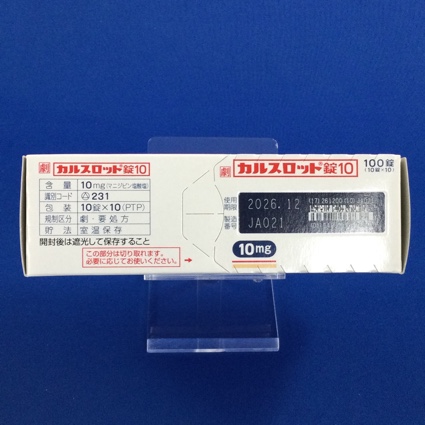 劇 カルスロット錠10
含量 10mg(マニジピン塩酸塩)
識別コード 231
包装 10錠×10(PTP)
規制区分 劇・要処方
貯法 室温保存
開封後は遮光して保存すること
この部分は切り取れます。
必要に応じてお使いください。
劇 カルスロット錠10
100錠
(10錠×10)
使用期限 2026.12
製造番号 JA021
(17)261200(10)JA021
10mg